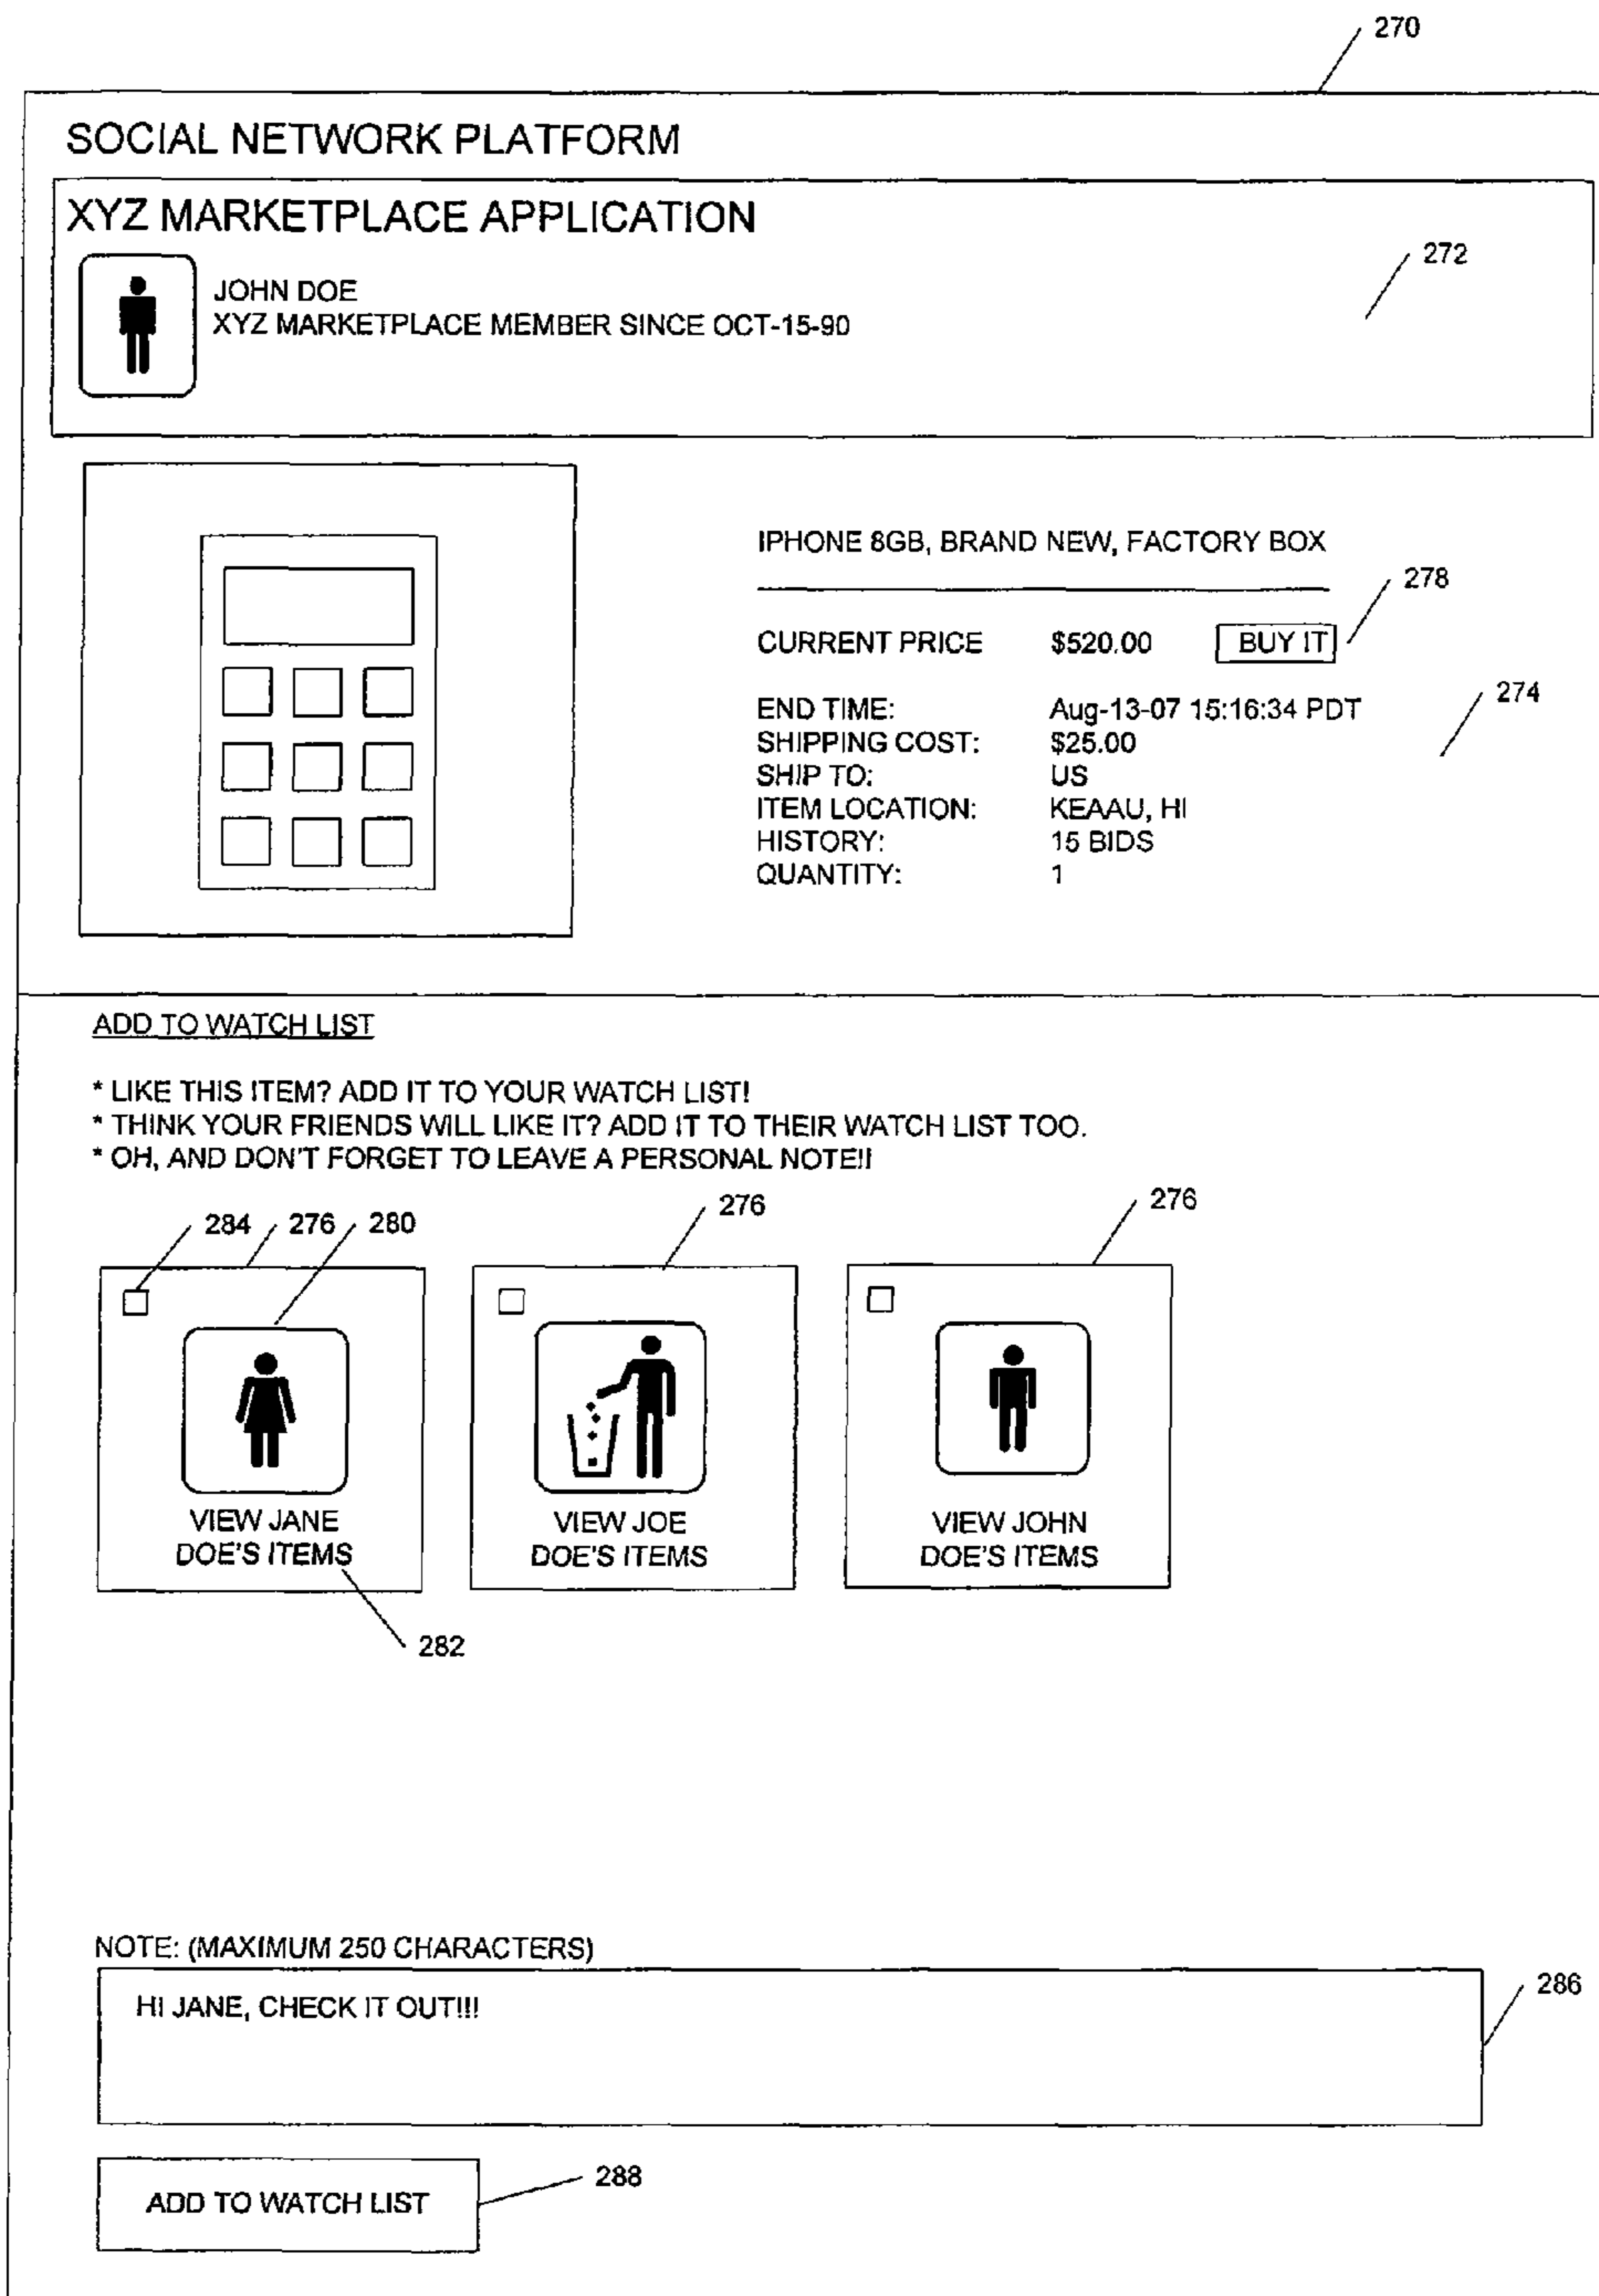 270
SOCIAL NETWORK PLATFORM
XYZ MARKETPLACE APPLICATION
272
JOHN DOE
XYZ MARKETPLACE MEMBER SINCE OCT-15-90
IPHONE 8GB, BRAND NEW, FACTORY BOX
278
CURRENT PRICE $520.00 BUY IT
274
END TIME: Aug-13-07 15:16:34 PDT
SHIPPING COST: $25.00
SHIP TO: US
ITEM LOCATION: KEAAU, HI
HISTORY: 15 BIDS
QUANTITY: 1
ADD TO WATCH LIST
* LIKE THIS ITEM? ADD IT TO YOUR WATCH LIST!
* THINK YOUR FRIENDS WILL LIKE IT? ADD IT TO THEIR WATCH LIST TOO.
* OH, AND DON'T FORGET TO LEAVE A PERSONAL NOTE!!
284 276 280 276 276
VIEW JANE
DOE'S ITEMS
VIEW JOE
DOE'S ITEMS
VIEW JOHN
DOE'S ITEMS
282
NOTE: (MAXIMUM 250 CHARACTERS)
HI JANE, CHECK IT OUT!!!
286
ADD TO WATCH LIST
288